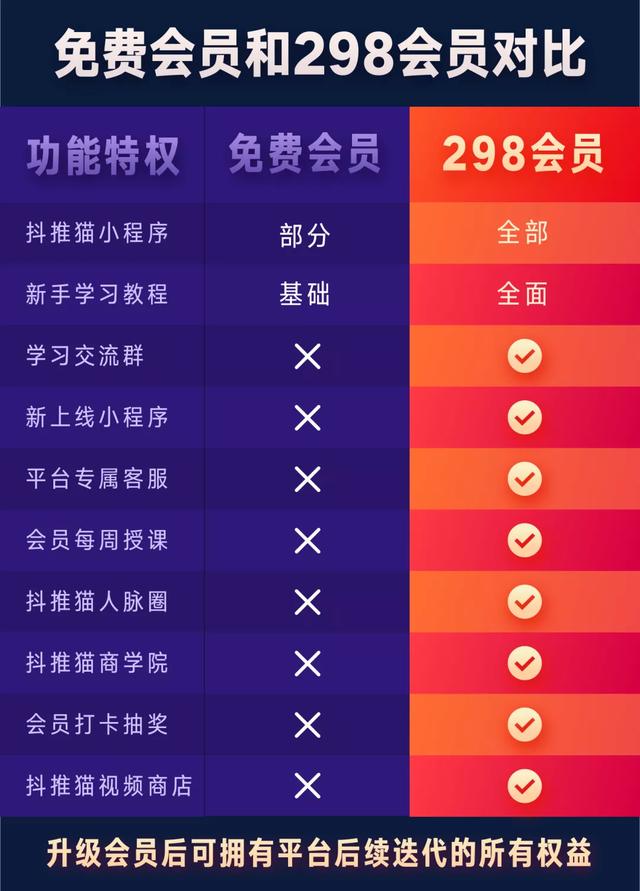 免费会员和298会员对比
功能特权 免费会员 298会员
抖推猫小程序 部分 全部
新手学习教程 基础 全面
学习交流群
新上线小程序
平台专属客服
会员每周授课
抖推猫人脉圈
抖推猫商学院
会员打卡抽奖
抖推猫视频商店
升级会员后可拥有平台后续迭代的所有权益